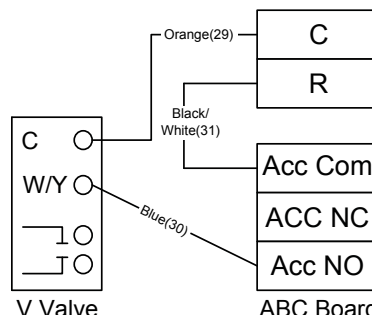 Orange(29)
C
R
Black/
White(31)
C
W/Y
Acc Com
ACC NC
Blue(30)
Acc NO
V Valve
ABC Board